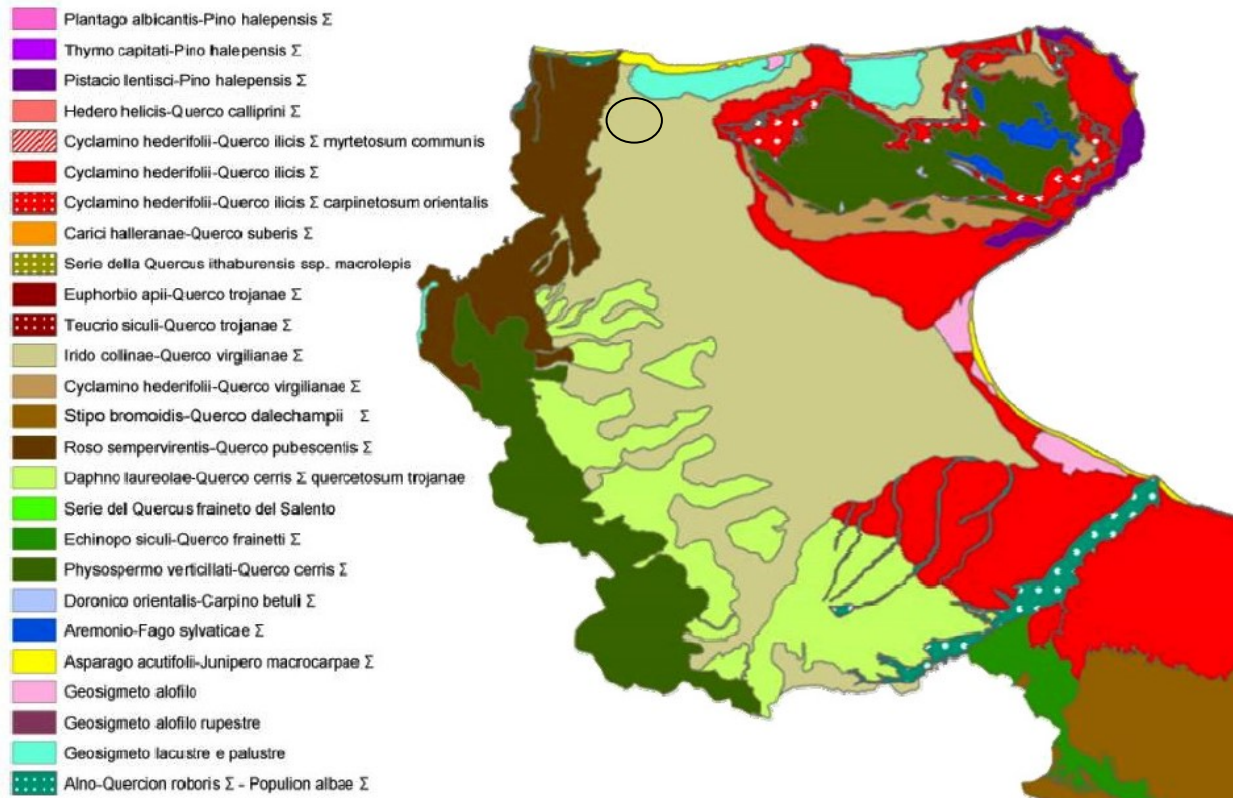 Plantago albicantis-Pino halepensis Σ
Thymo capitati-Pino halepensis Σ
Pistacio lentisci-Pino halepensis Σ
Hedero helicis-Querco calliprini Σ
Cyclamino hederifolii-Querco ilicis Σ myrtetosum communis
Cyclamino hederifolii-Querco ilicis Σ
Cyclamino hederifolii-Querco ilicis Σ carpinetosum orientalis
Carici halleranae-Querco suberis Σ
Serie della Quercus ithaburensis ssp. macrolepis
Euphorbio apii-Querco trojanae Σ
Teucrio siculi-Querco trojanae Σ
Irido collinae-Querco virgilianae Σ
Cyclamino hederifolii-Querco virgilianae Σ
Stipo bromoidis-Querco dalechampii Σ
Roso sempervirentis-Querco pubescentis Σ
Daphno laureolae-Querco cerris Σ quercetosum trojanae
Serie del Quercus fraineto del Salento
Echinopo siculi-Querco frainetti Σ
Physospermo verticillati-Querco cerris Σ
Doronico orientalis-Carpino betuli Σ
Aremonio-Fago sylvaticae Σ
Asparago acutifolii-Junipero macrocarpae Σ
Geosigmeto alofilo
Geosigmeto alofilo rupestre
Geosigmeto lacustre e palustre
Alno-Quercion roboris Σ - Populion albae Σ